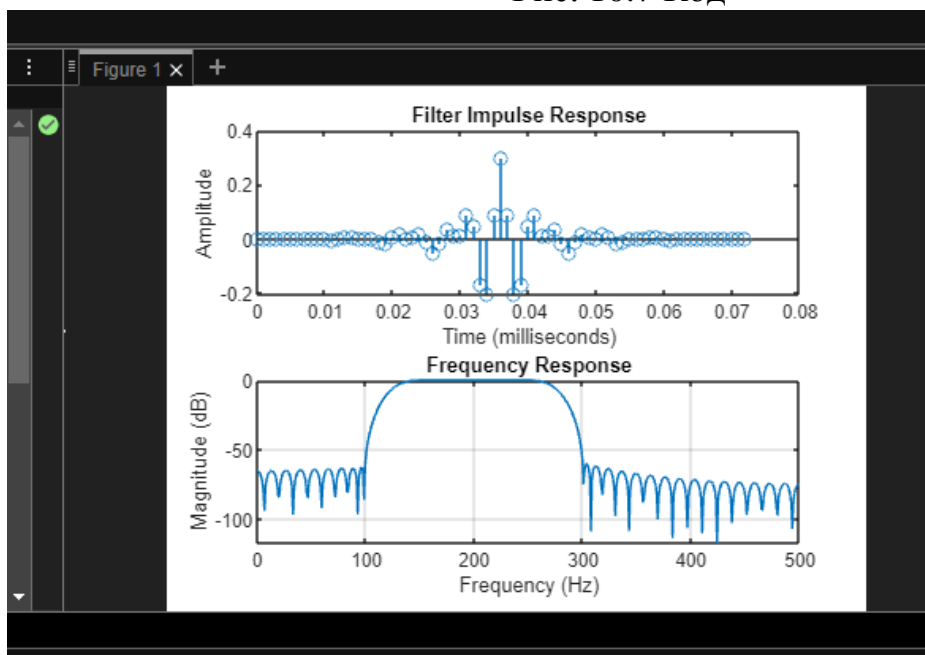 Figure 1 × +
Filter Impulse Response
Amplitude
0.4
0.2
0
-0.2
0 0.01 0.02 0.03 0.04 0.05 0.06 0.07 0.08
Time (milliseconds)
Frequency Response
Magnitude (dB)
0
-50
-100
0 100 200 300 400 500
Frequency (Hz)